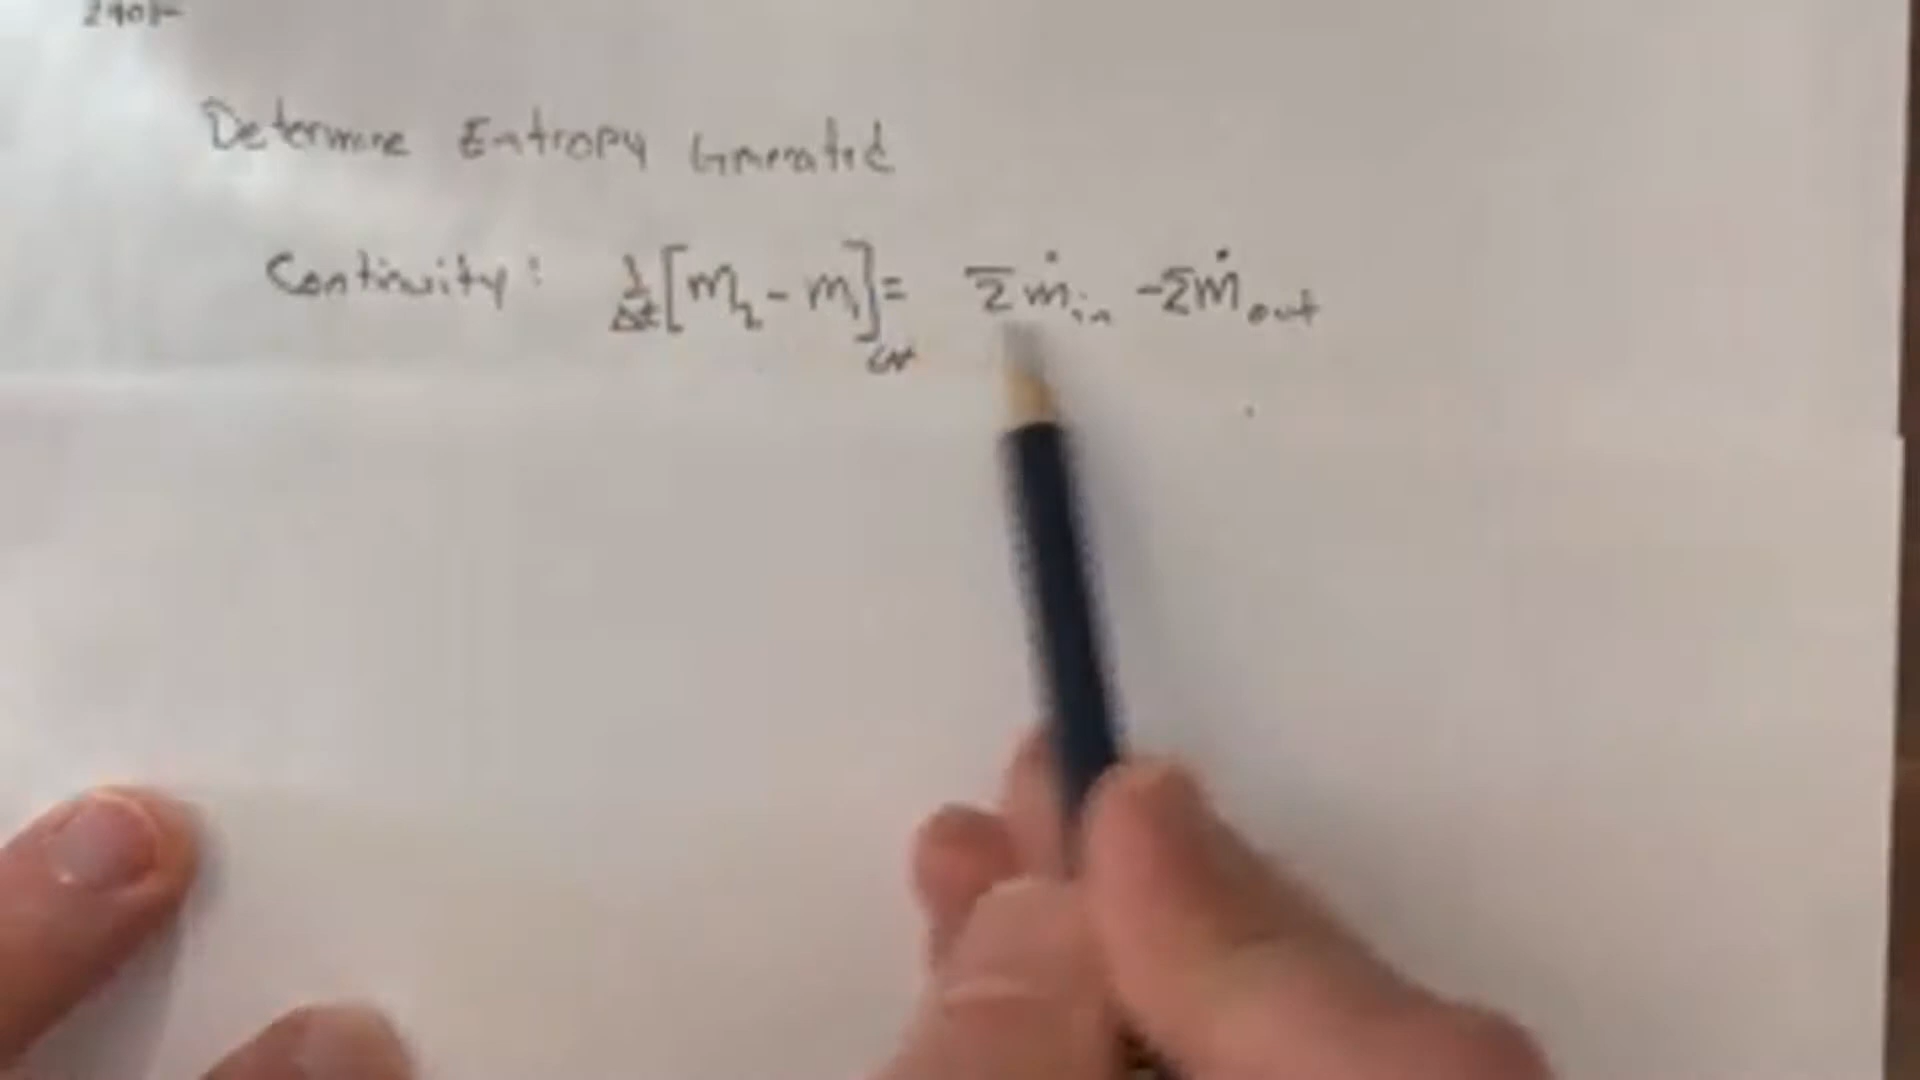 Determine Entropy Generated
Continuity: 1/Δt [m₂ - m₁]cv = Σṁin - Σṁout